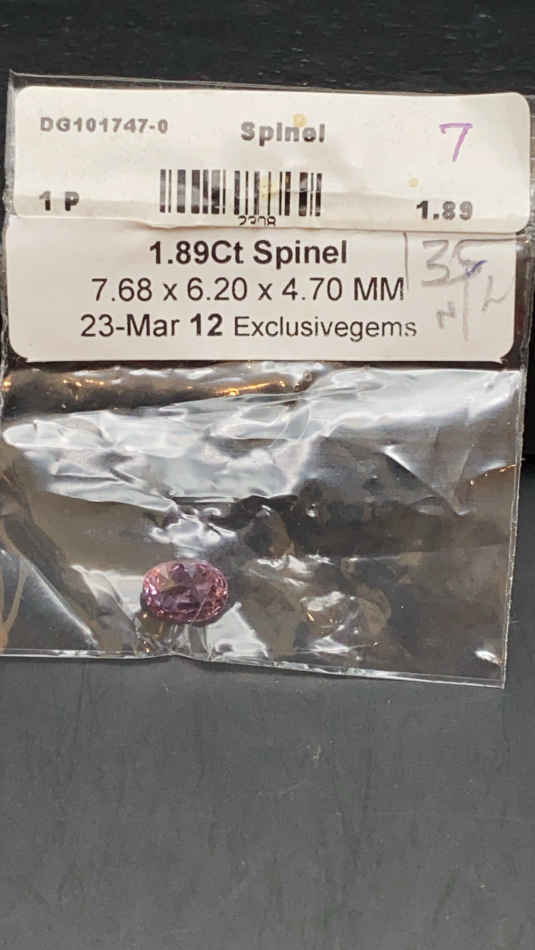 DG101747-0 Spinel 7
1 P 1.89
1.89Ct Spinel
7.68 x 6.20 x 4.70 MM
23-Mar 12 Exclusivegems